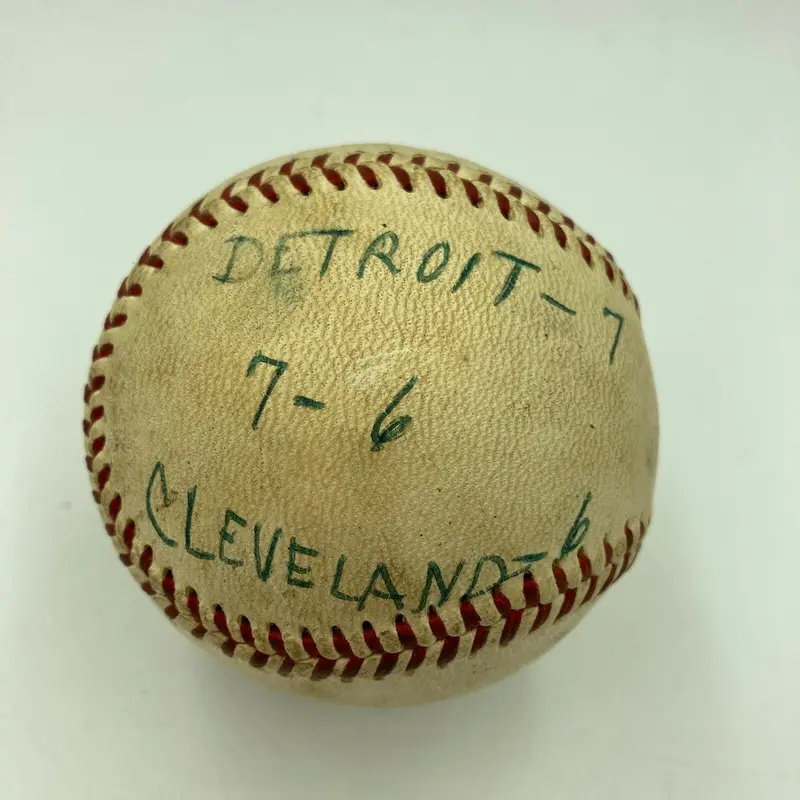 DETROIT - 7
7 - 6
CLEVELAND - 6